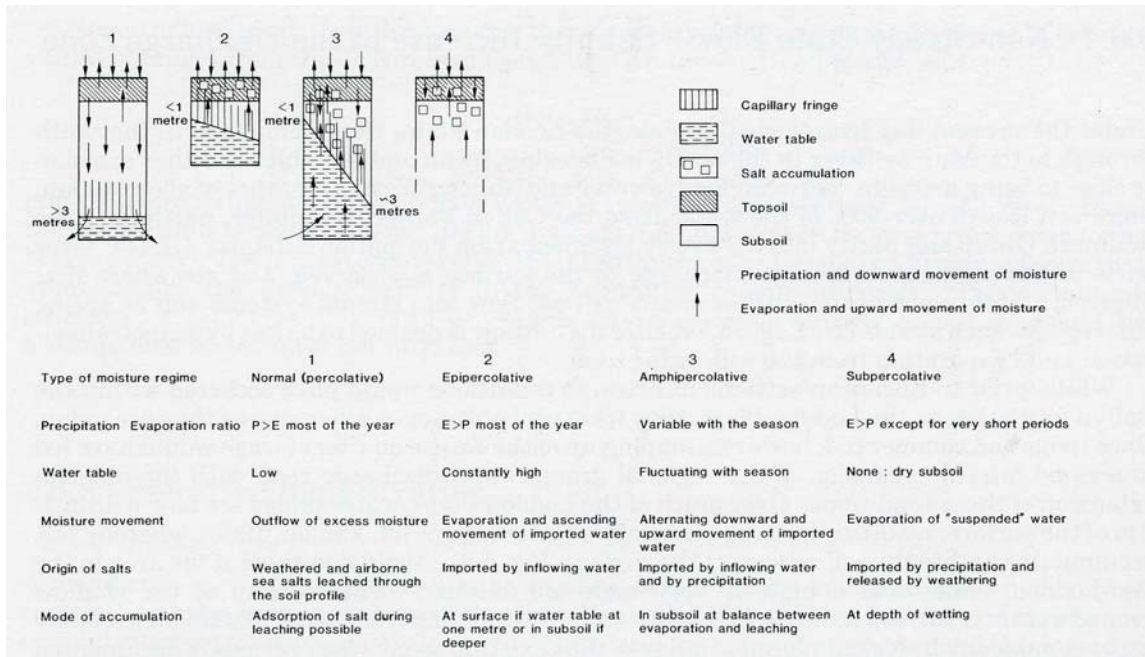 1 2 3 4
<1
metre
<1
metre
>3
metres
~3
metres
Capillary fringe
Water table
Salt accumulation
Topsoil
Subsoil
Precipitation and downward movement of moisture
Evaporation and upward movement of moisture
1 2 3 4
Type of moisture regime Normal (percolative) Epipercolative Amphipercolative Subpercolative
Precipitation Evaporation ratio P>E most of the year E>P most of the year Variable with the season E>P except for very short periods
Water table Low Constantly high Fluctuating with season None : dry subsoil
Moisture movement Outflow of excess moisture Evaporation and ascending Alternating downward and Evaporation of "suspended" water
movement of imported water upward movement of imported
water
Origin of salts Weathered and airborne Imported by inflowing water Imported by inflowing water Imported by precipitation and
sea salts leached through and by precipitation released by weathering
the soil profile
Mode of accumulation Adsorption of salt during At surface if water table at In subsoil at balance between At depth of wetting
leaching possible one metre or in subsoil if evaporation and leaching
deeper